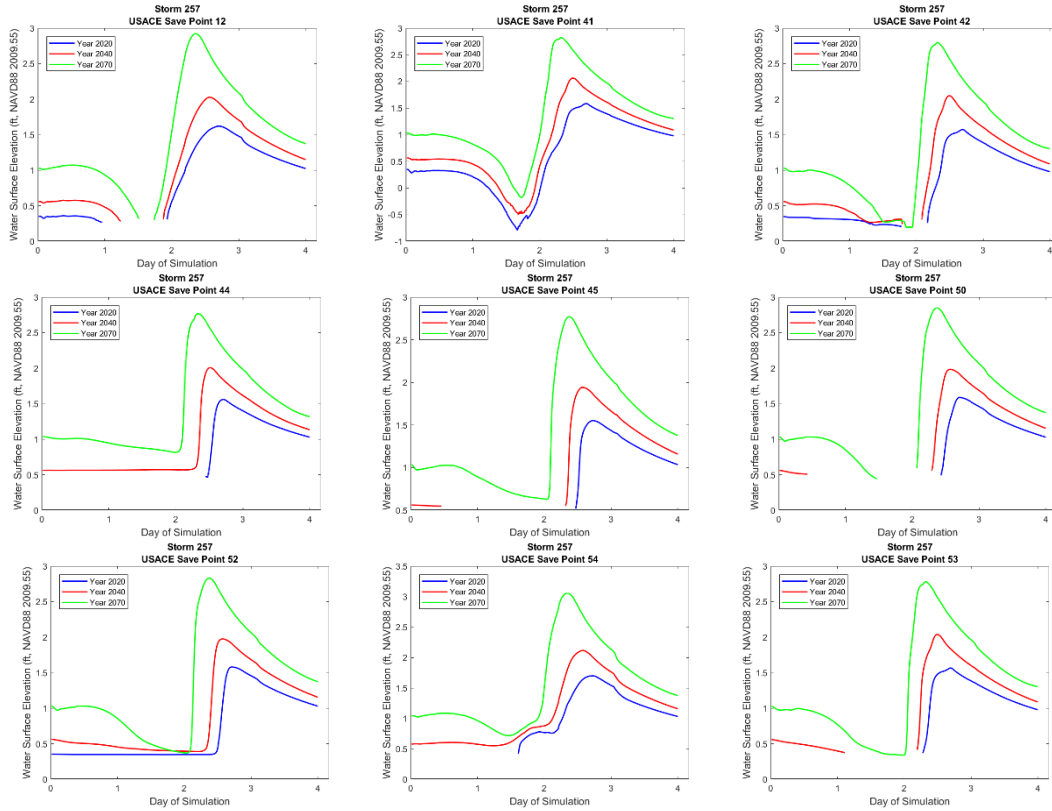 Storm 257
USACE Save Point 12
Water Surface Elevation (ft, NAVD88 2009.55)
3
2.5
2
1.5
1
0.5
0
Year 2020
Year 2040
Year 2070
0 1 2 3 4
Day of Simulation
Storm 257
USACE Save Point 41
Water Surface Elevation (ft, NAVD88 2009.55)
3
2.5
2
1.5
1
0.5
0
-0.5
-1
Year 2020
Year 2040
Year 2070
0 1 2 3 4
Day of Simulation
Storm 257
USACE Save Point 42
Water Surface Elevation (ft, NAVD88 2009.55)
3
2.5
2
1.5
1
0.5
0
Year 2020
Year 2040
Year 2070
0 1 2 3 4
Day of Simulation
Storm 257
USACE Save Point 44
Water Surface Elevation (ft, NAVD88 2009.55)
3
2.5
2
1.5
1
0.5
0
Year 2020
Year 2040
Year 2070
0 1 2 3 4
Day of Simulation
Storm 257
USACE Save Point 45
Water Surface Elevation (ft, NAVD88 2009.55)
3
2.5
2
1.5
1
0.5
Year 2020
Year 2040
Year 2070
0 1 2 3 4
Day of Simulation
Storm 257
USACE Save Point 50
Water Surface Elevation (ft, NAVD88 2009.55)
3
2.5
2
1.5
1
0.5
0
Year 2020
Year 2040
Year 2070
0 1 2 3 4
Day of Simulation
Storm 257
USACE Save Point 52
Water Surface Elevation (ft, NAVD88 2009.55)
3
2.5
2
1.5
1
0.5
0
Year 2020
Year 2040
Year 2070
0 1 2 3 4
Day of Simulation
Storm 257
USACE Save Point 54
Water Surface Elevation (ft, NAVD88 2009.55)
3.5
3
2.5
2
1.5
1
0.5
0
Year 2020
Year 2040
Year 2070
0 1 2 3 4
Day of Simulation
Storm 257
USACE Save Point 53
Water Surface Elevation (ft, NAVD88 2009.55)
3
2.5
2
1.5
1
0.5
0
Year 2020
Year 2040
Year 2070
0 1 2 3 4
Day of Simulation